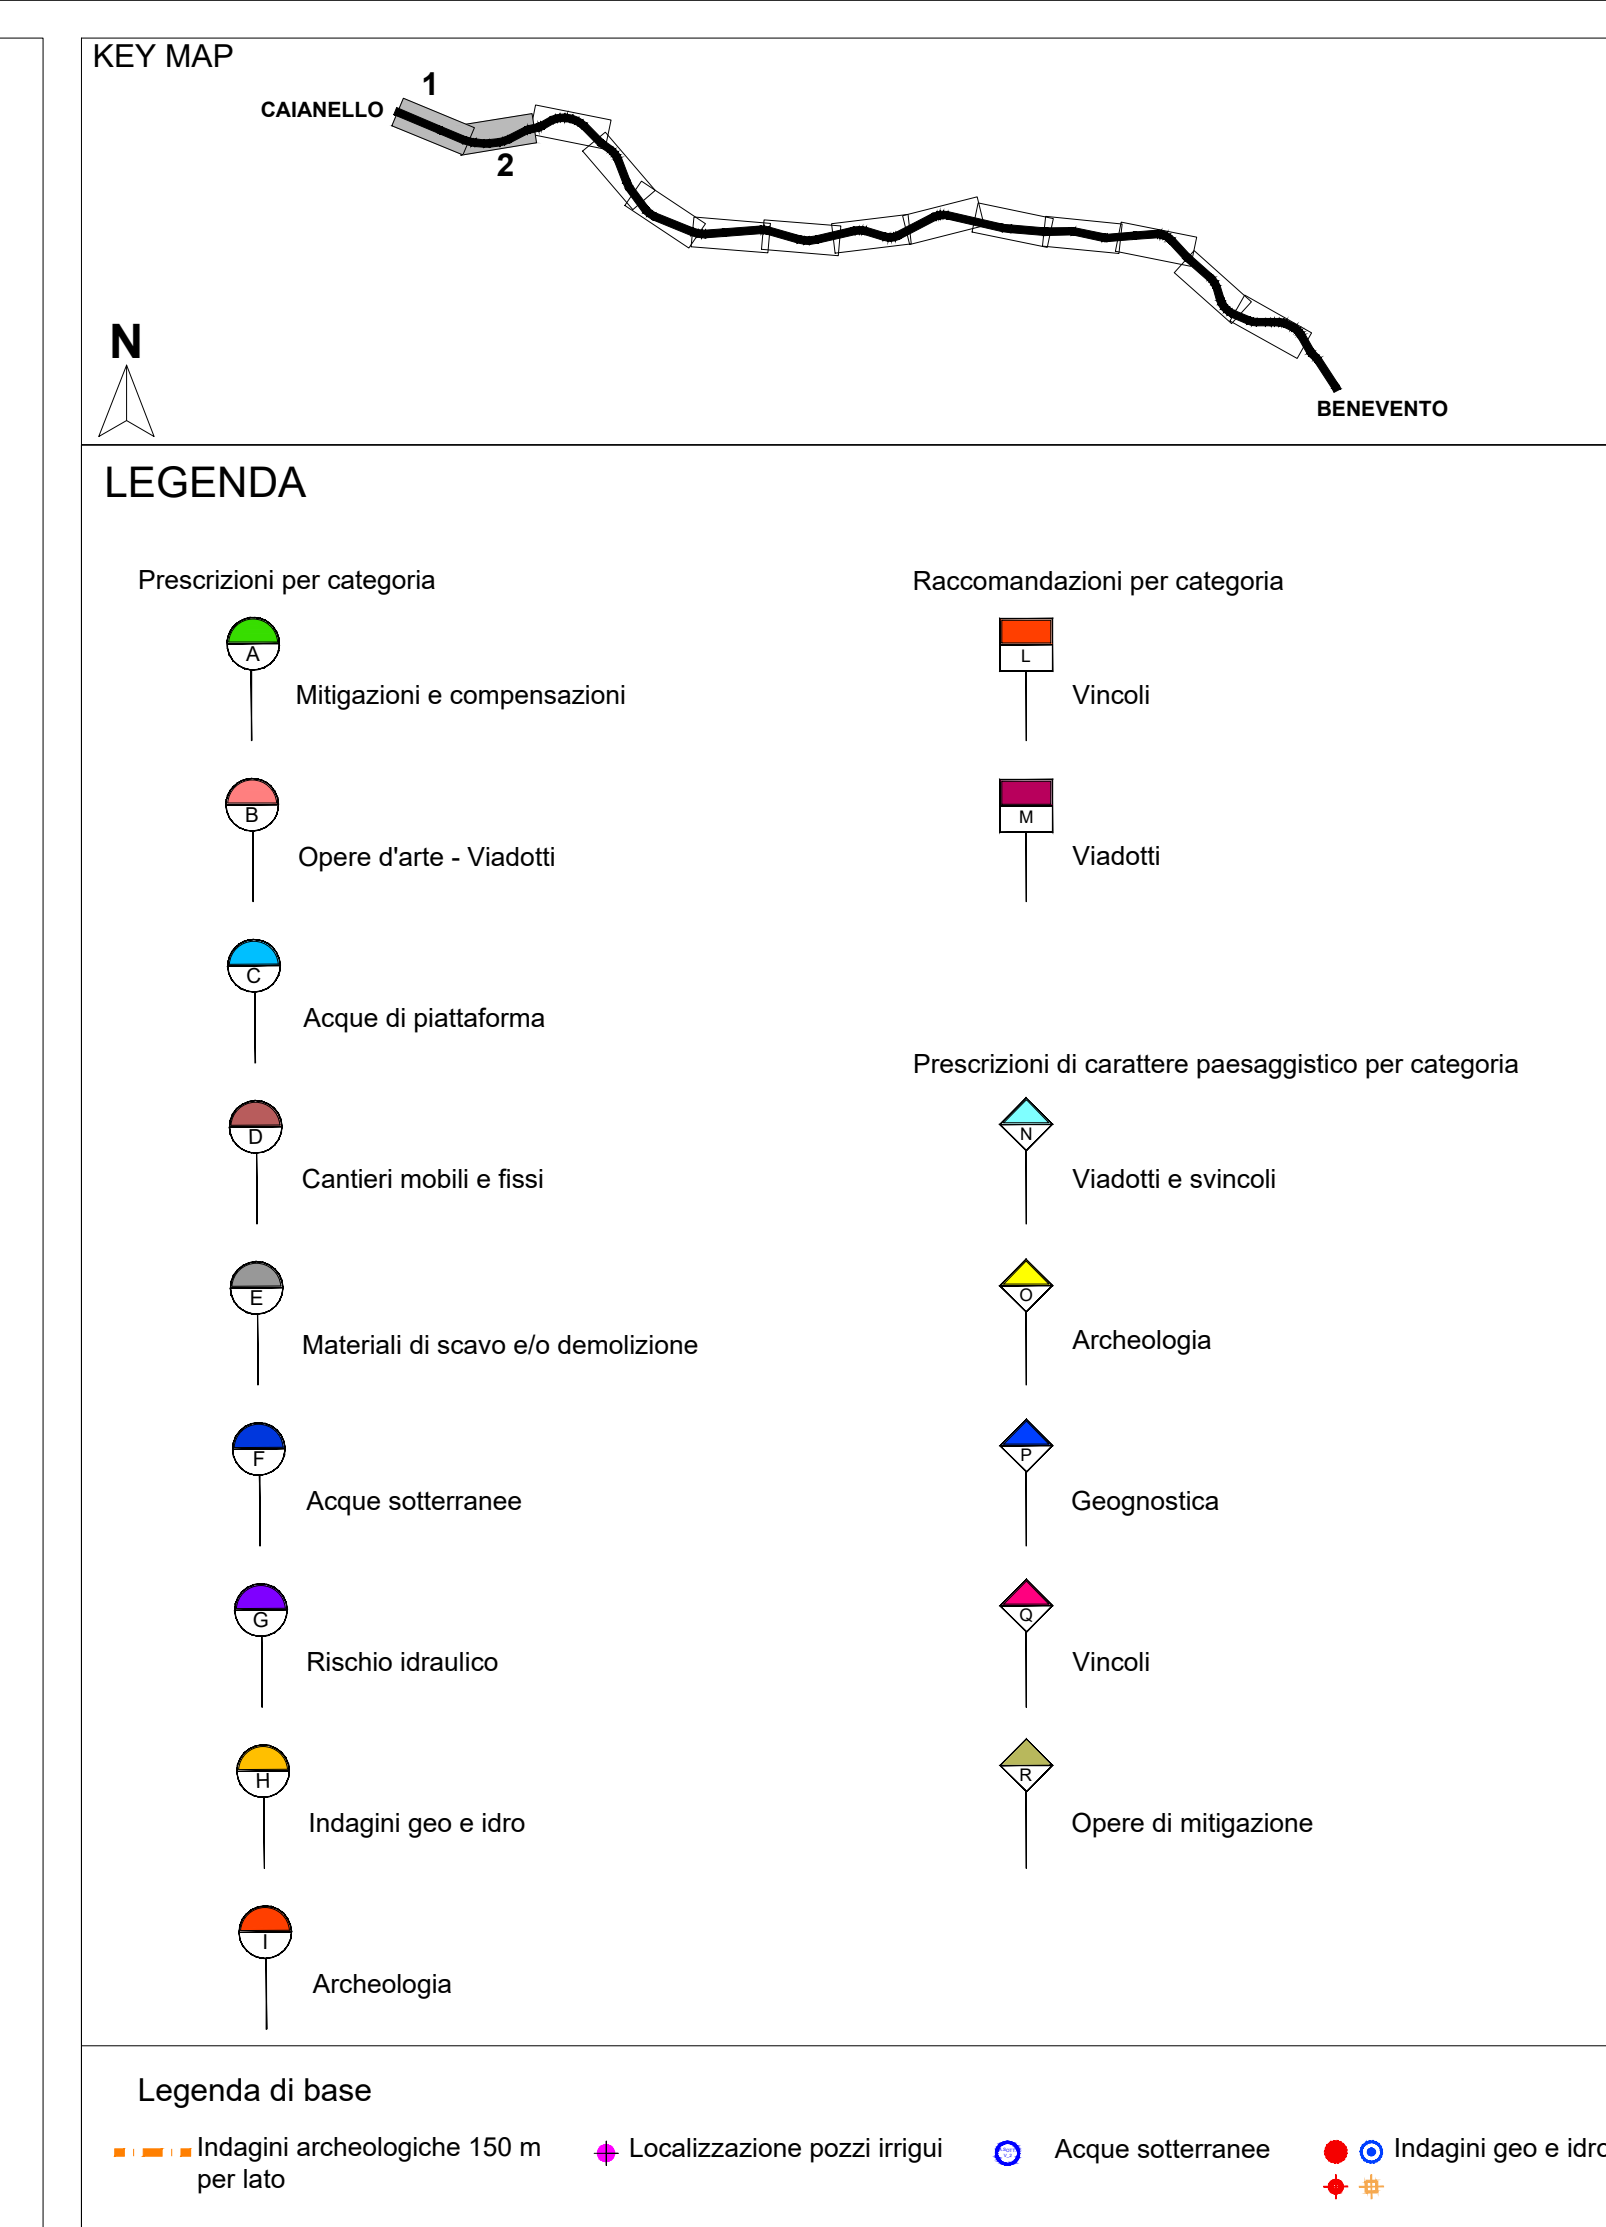 KEY MAP
1
CAIANELLO
2
N
BENEVENTO
LEGENDA
Prescrizioni per categoria
A
Mitigazioni e compensazioni
B
Opere d'arte - Viadotti
C
Acque di piattaforma
D
Cantieri mobili e fissi
E
Materiali di scavo e/o demolizione
F
Acque sotterranee
G
Rischio idraulico
H
Indagini geo e idro
I
Archeologia
Raccomandazioni per categoria
L
Vincoli
M
Viadotti
Prescrizioni di carattere paesaggistico per categoria
N
Viadotti e svincoli
O
Archeologia
P
Geognostica
Q
Vincoli
R
Opere di mitigazione
Legenda di base
Indagini archeologiche 150 m
per lato
Localizzazione pozzi irrigui
Acque sotterranee
Indagini geo e idro